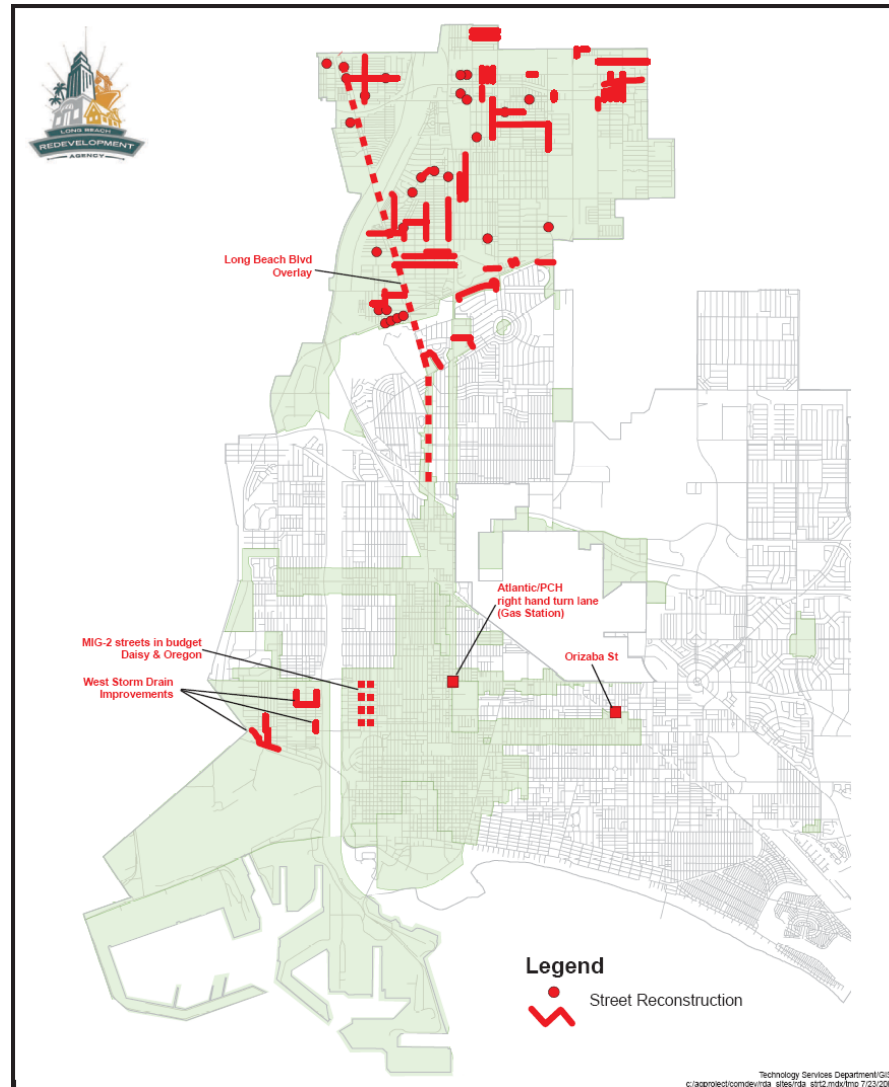 LONG BEACH
REDEVELOPMENT
AGENCY
Long Beach Blvd
Overlay
Atlantic/PCH
right hand turn lane
(Gas Station)
MIG-2 streets in budget
Daisy & Oregon
Orizaba St
West Storm Drain
Improvements
Legend
Street Reconstruction
Technology Services Department/GIS